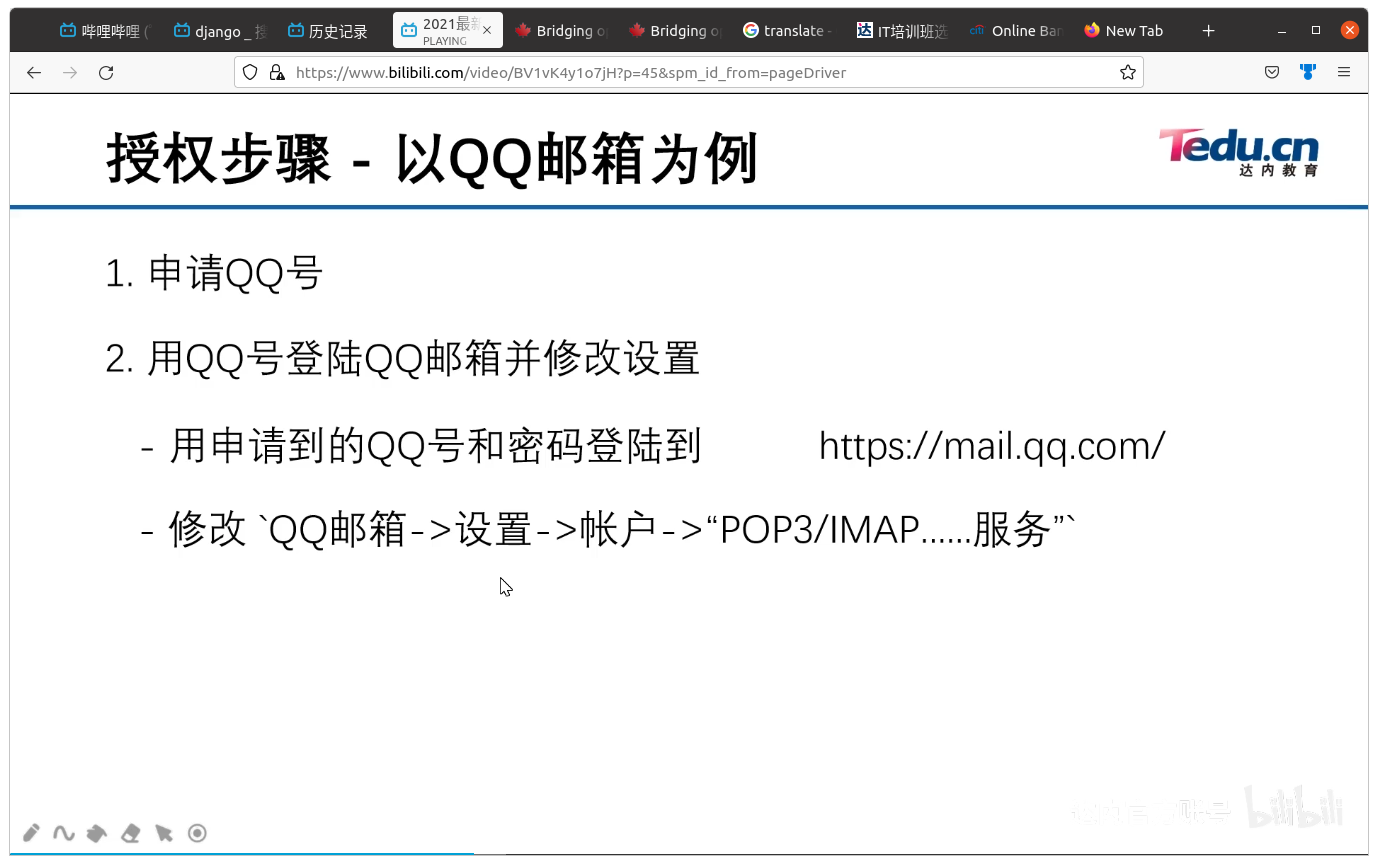 哔哩哔哩 (
django _ 搜
历史记录
2021最新
PLAYING
Bridging o
Bridging o
translate -
IT培训班选
citi
Online Ban
New Tab
https://www.bilibili.com/video/BV1vK4y1o7jH?p=45&spm_id_from=pageDriver
授权步骤 - 以QQ邮箱为例
Tedu.cn
达内教育
1. 申请QQ号
2. 用QQ号登陆QQ邮箱并修改设置
- 用申请到的QQ号和密码登陆到 https://mail.qq.com/
- 修改 `QQ邮箱->设置->帐户->“POP3/IMAP......服务”`
bilibili